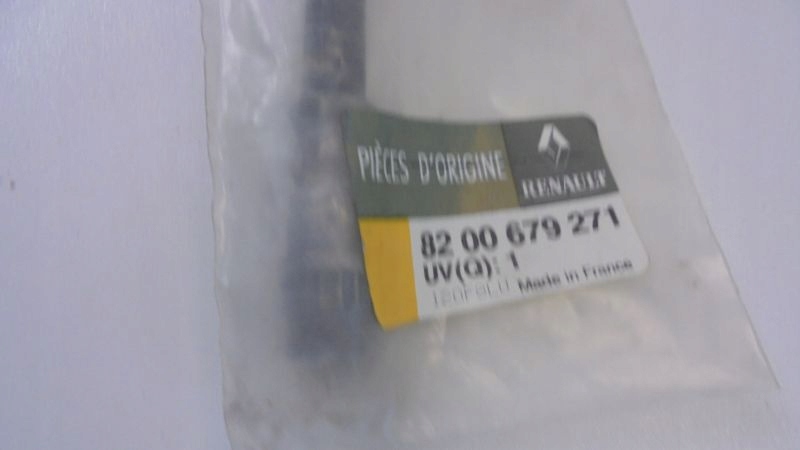 PIÈCES D'ORIGINE
RENAULT
82 00 679 271
UV(Q): 1
Made in France